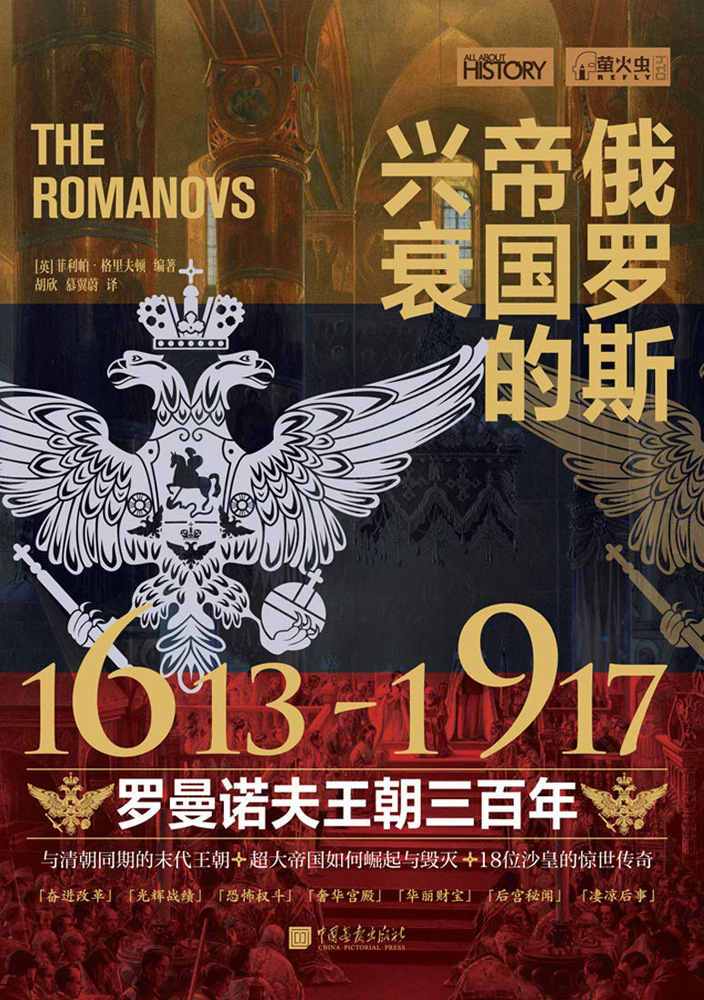 ALL ABOUT
HISTORY
萤火虫
FIREFLY
THE
ROMANOVS
俄罗斯
帝国的
兴衰
[英]菲利帕·格里夫顿 编著
胡欣 慕翼蔚 译
1613-1917
罗曼诺夫王朝三百年
与清朝同期的末代王朝+超大帝国如何崛起与毁灭+18位沙皇的惊世传奇
「奋进改革」「光辉战绩」「恐怖权斗」「奢华宫殿」「华丽财宝」「后宫秘闻」「凄凉后事」
中国画报出版社
CHINA PICTORIAL PRESS